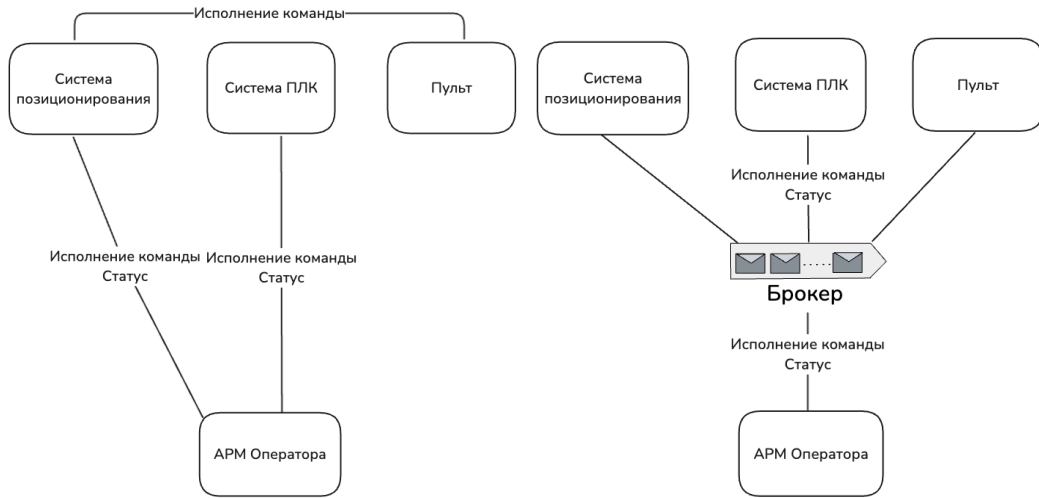 Исполнение команды
Система
позиционирования
Система ПЛК
Пульт
Исполнение команды
Статус
Исполнение команды
Статус
АРМ Оператора
Система
позиционирования
Система ПЛК
Пульт
Исполнение команды
Статус
Брокер
Исполнение команды
Статус
АРМ Оператора